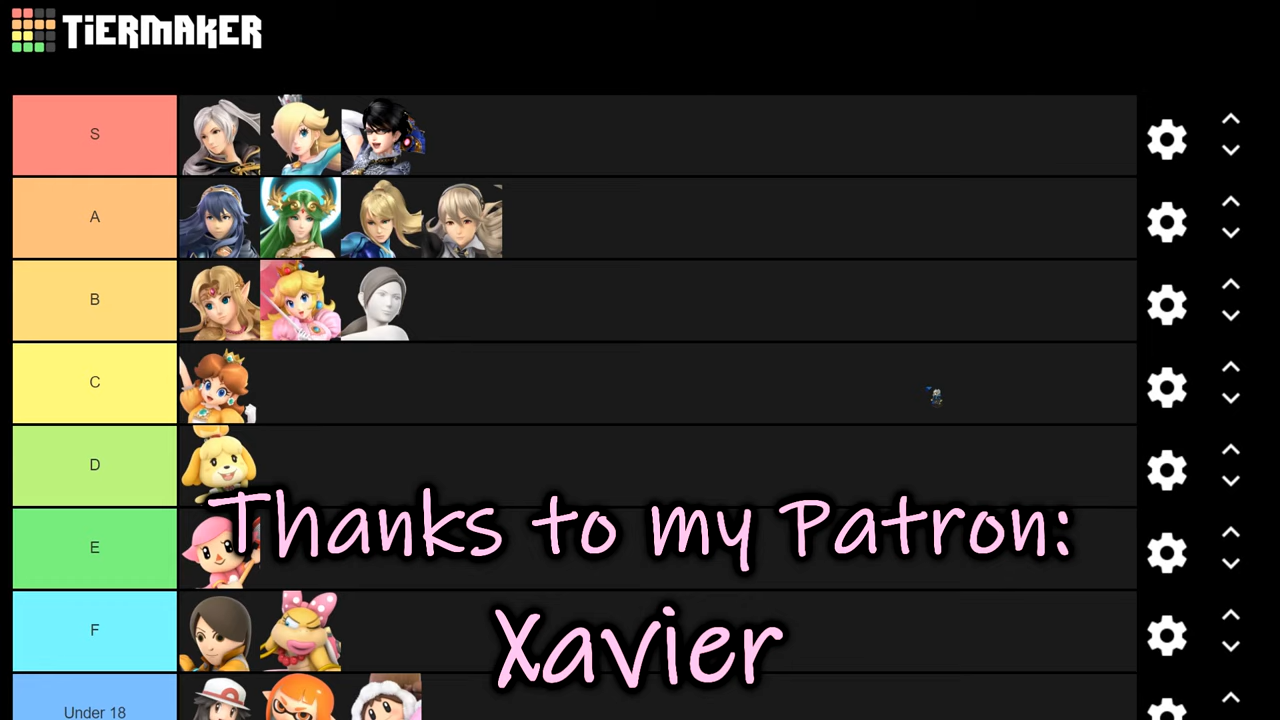 TIERMAKER
S
A
B
C
D
E
F
Under 18
Thanks to my Patron:
Xavier